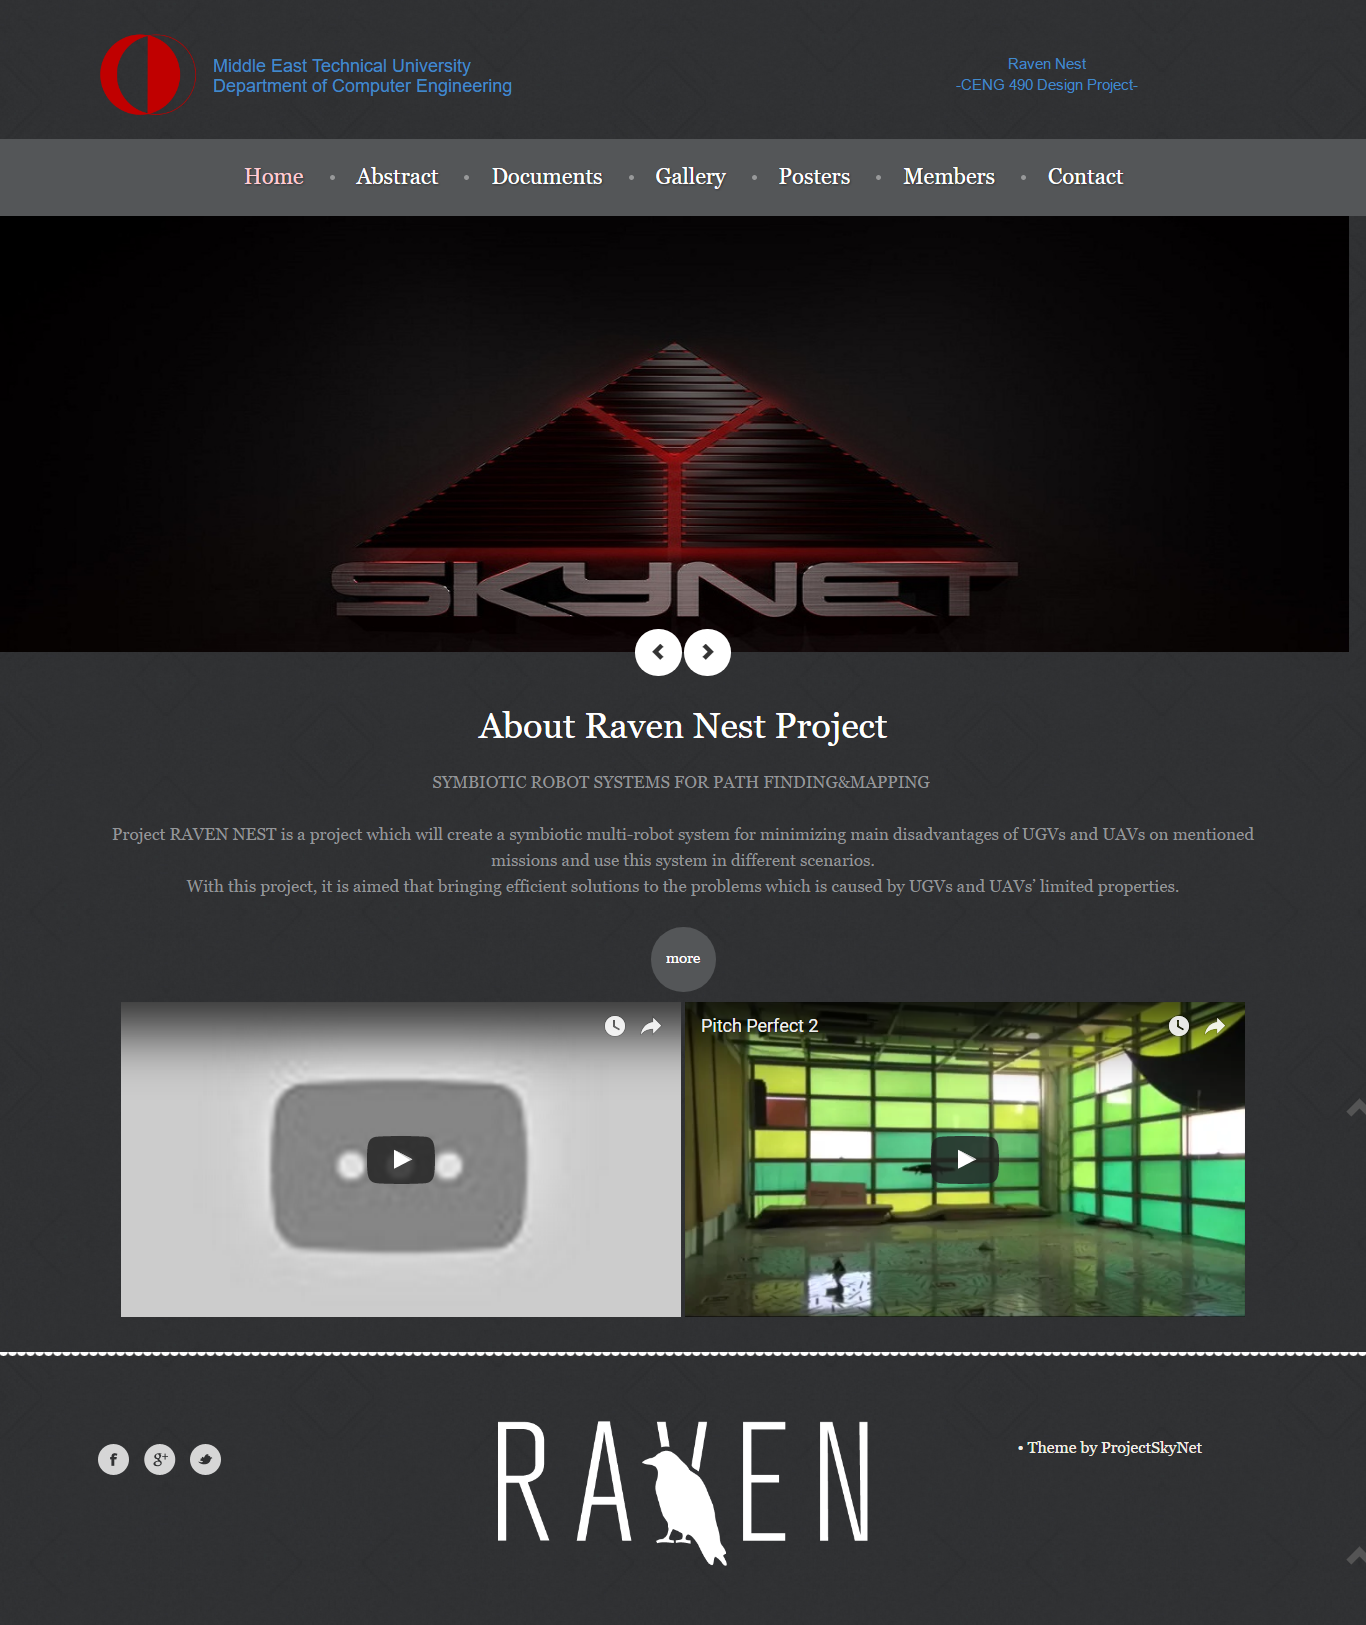 Middle East Technical University
Department of Computer Engineering
Raven Nest
-CENG 490 Design Project-
Home • Abstract • Documents • Gallery • Posters • Members • Contact
SKYNET
About Raven Nest Project
SYMBIOTIC ROBOT SYSTEMS FOR PATH FINDING&MAPPING
Project RAVEN NEST is a project which will create a symbiotic multi-robot system for minimizing main disadvantages of UGVs and UAVs on mentioned
missions and use this system in different scenarios.
With this project, it is aimed that bringing efficient solutions to the problems which is caused by UGVs and UAVs’ limited properties.
more
Pitch Perfect 2
RAVEN
• Theme by ProjectSkyNet